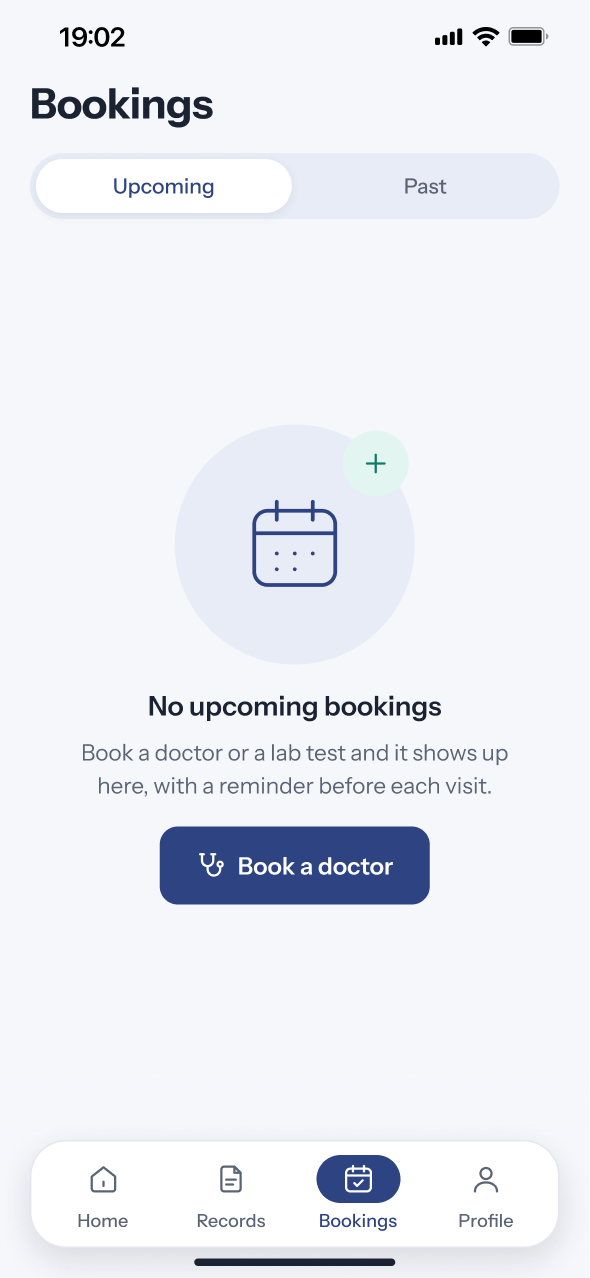 19:02
Bookings
Upcoming
Past
No upcoming bookings
Book a doctor or a lab test and it shows up
here, with a reminder before each visit.
Book a doctor
Home
Records
Bookings
Profile